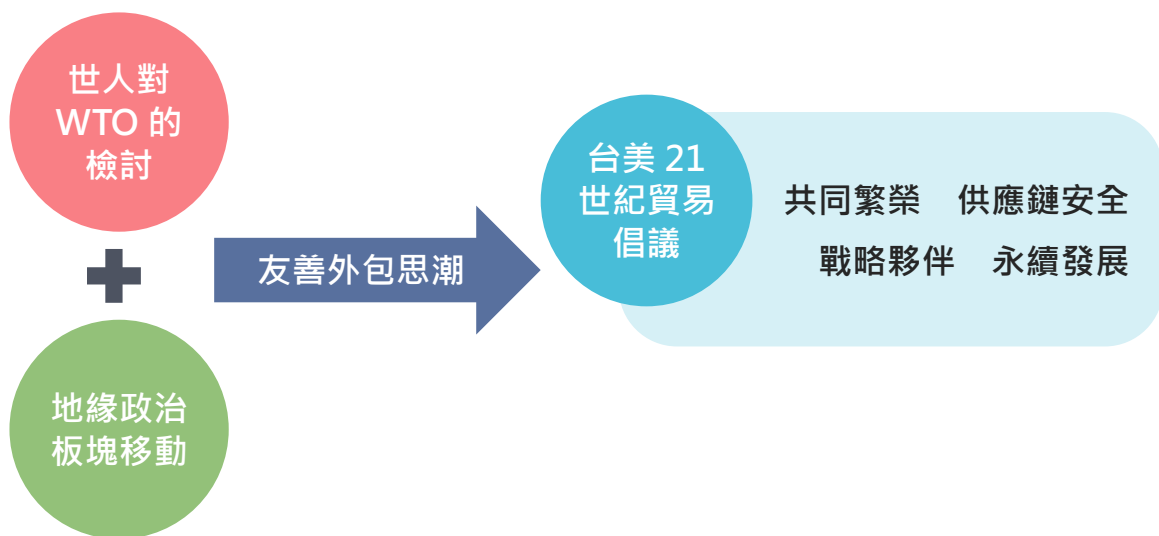 世人對
WTO 的
檢討
地緣政治
板塊移動
友善外包思潮
台美 21
世紀貿易
倡議
共同繁榮　供應鏈安全
戰略夥伴　永續發展